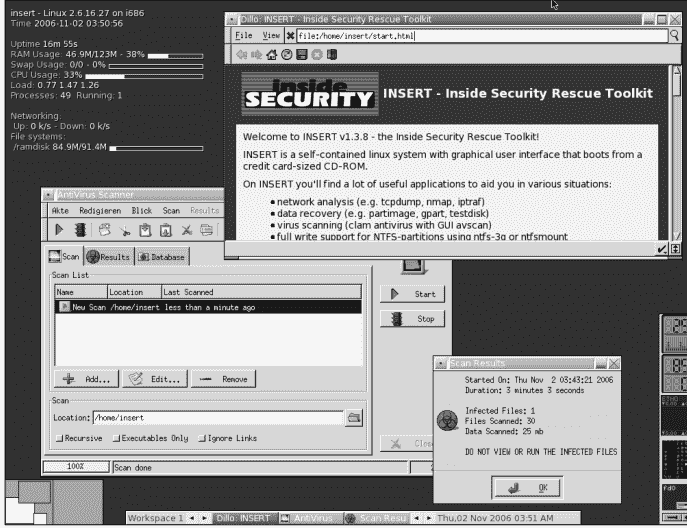 insert - Linux 2.6.16.27 on i686
Time 2006-11-02 03:50:56
Uptime 16m 55s
RAM Usage: 46.9M/123M - 38%
Swap Usage: 0/0 - 0%
CPU Usage: 33%
Load: 0.77 1.47 1.26
Processes: 49 Running: 1
Networking:
Up: 0 k/s - Down: 0 k/s
File systems:
/ramdisk 84.9M/91.4M
Dillo: INSERT - Inside Security Rescue Toolkit
File View file:/home/insert/start.html
inside
SECURITY
INSERT - Inside Security Rescue Toolkit
Welcome to INSERT v1.3.8 - the Inside Security Rescue Toolkit!
INSERT is a self-contained linux system with graphical user interface that boots from a
credit card-sized CD-ROM.
On INSERT you'll find a lot of useful applications to aid you in various situations:
network analysis (e.g. tcpdump, nmap, iptraf)
data recovery (e.g. partimage, gpart, testdisk)
virus scanning (clam antivirus with GUI avscan)
full write support for NTFS-partitions using ntfs-3g or ntfsmount
AntiVirus Scanner
Akte Redigieren Blick Scan Results
Scan Results Database
Scan List
Name Location Last Scanned
New Scan /home/insert less than a minute ago
Add... Edit... Remove
Scan
Location: /home/insert
Recursive Executables Only Ignore Links
Start
Stop
Close
100% Scan done
Scan Results
Started On: Thu Nov 2 03:43:21 2006
Duration: 3 minutes 3 seconds
Infected Files: 1
Files Scanned: 30
Data Scanned: 25 mb
DO NOT VIEW OR RUN THE INFECTED FILES
OK
fd0
Workspace 1 Dillo: INSERT AntiVirus Scan Resu Thu,02 Nov 2006 03:51 AM